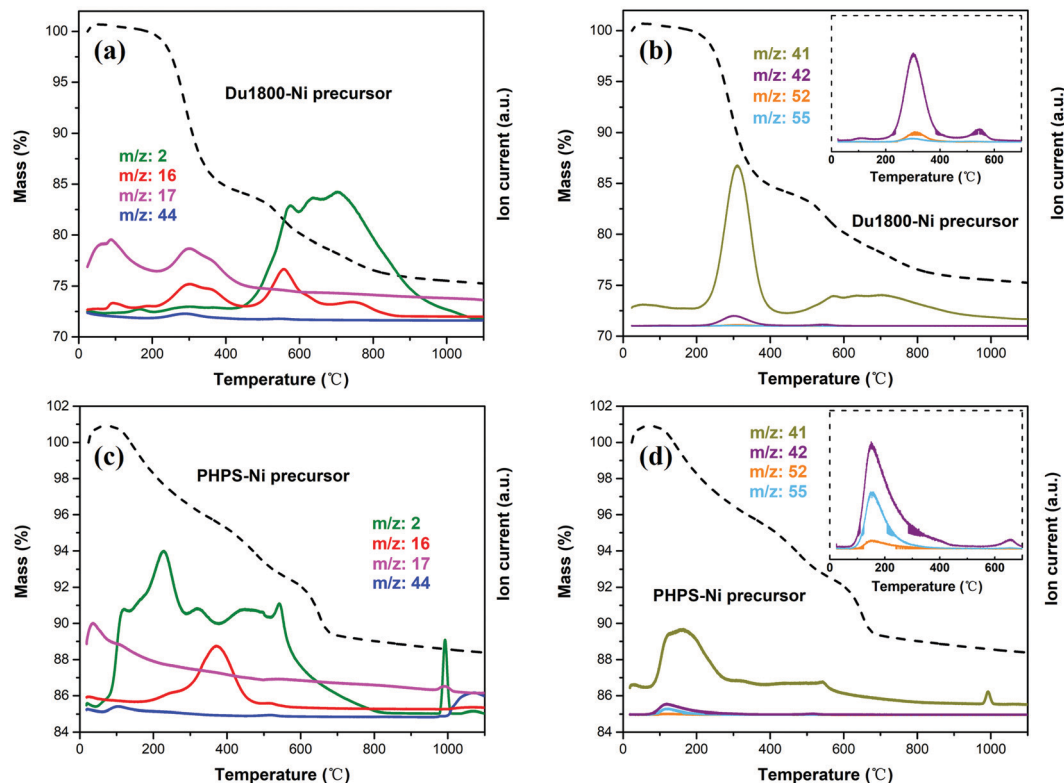 (a)
Du1800-Ni precursor
m/z: 2
m/z: 16
m/z: 17
m/z: 44
Mass (%)
100
95
90
85
80
75
70
0 200 400 600 800 1000
Temperature (℃)
Ion current (a.u.)
(b)
m/z: 41
m/z: 42
m/z: 52
m/z: 55
0 200 400 600
Temperature (℃)
Du1800-Ni precursor
Mass (%)
100
95
90
85
80
75
70
0 200 400 600 800 1000
Temperature (℃)
Ion current (a.u.)
(c)
PHPS-Ni precursor
m/z: 2
m/z: 16
m/z: 17
m/z: 44
Mass (%)
102
100
98
96
94
92
90
88
86
84
0 200 400 600 800 1000
Temperature (℃)
Ion current (a.u.)
(d)
m/z: 41
m/z: 42
m/z: 52
m/z: 55
0 200 400 600
Temperature (℃)
PHPS-Ni precursor
Mass (%)
102
100
98
96
94
92
90
88
86
84
0 200 400 600 800 1000
Temperature (℃)
Ion current (a.u.)